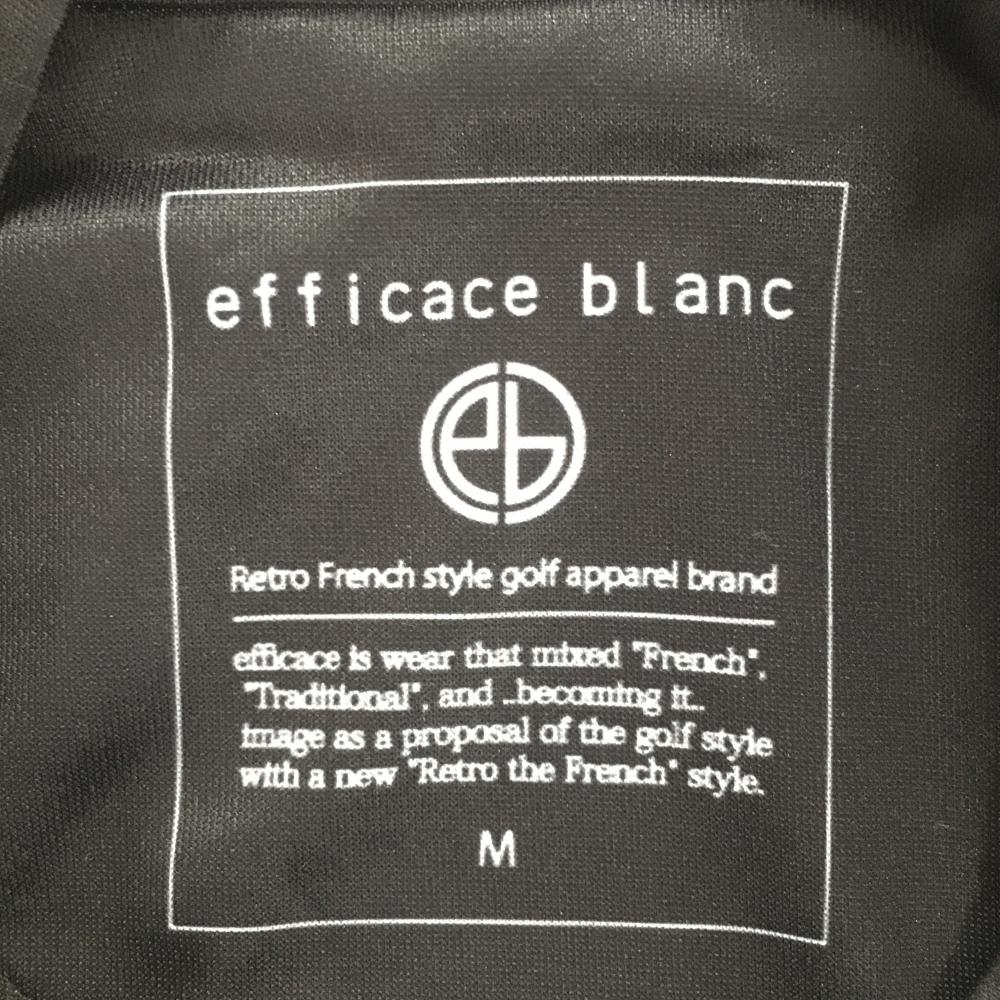 efficace blanc
eb
Retro French style golf apparel brand
efficace is wear that mixed "French",
"Traditional", and ..becoming it..
image as a proposal of the golf style
with a new "Retro the French" style.
M